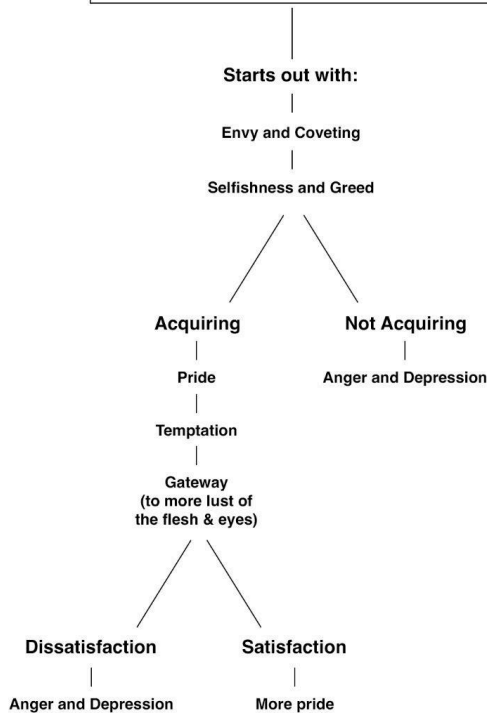 Starts out with:
Envy and Coveting
Selfishness and Greed
Acquiring
Not Acquiring
Pride
Anger and Depression
Temptation
Gateway
(to more lust of
the flesh & eyes)
Dissatisfaction
Satisfaction
Anger and Depression
More pride